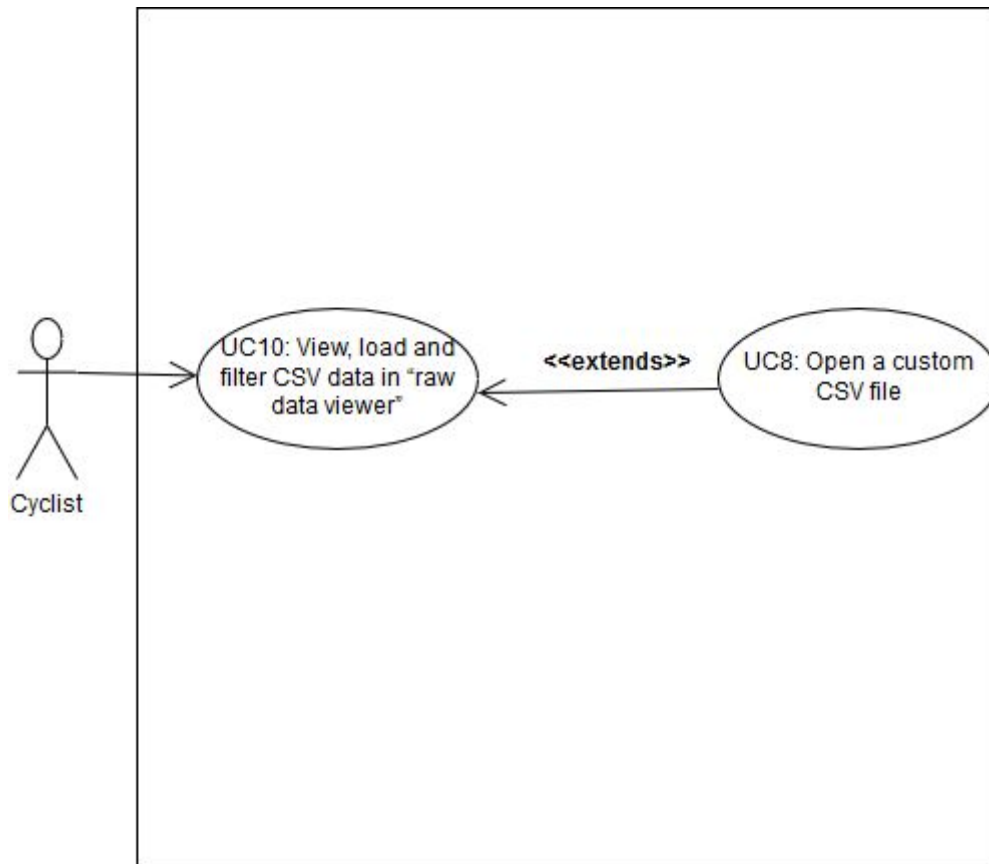 UC10: View, load and
filter CSV data in “raw
data viewer”
<<extends>>
UC8: Open a custom
CSV file
Cyclist